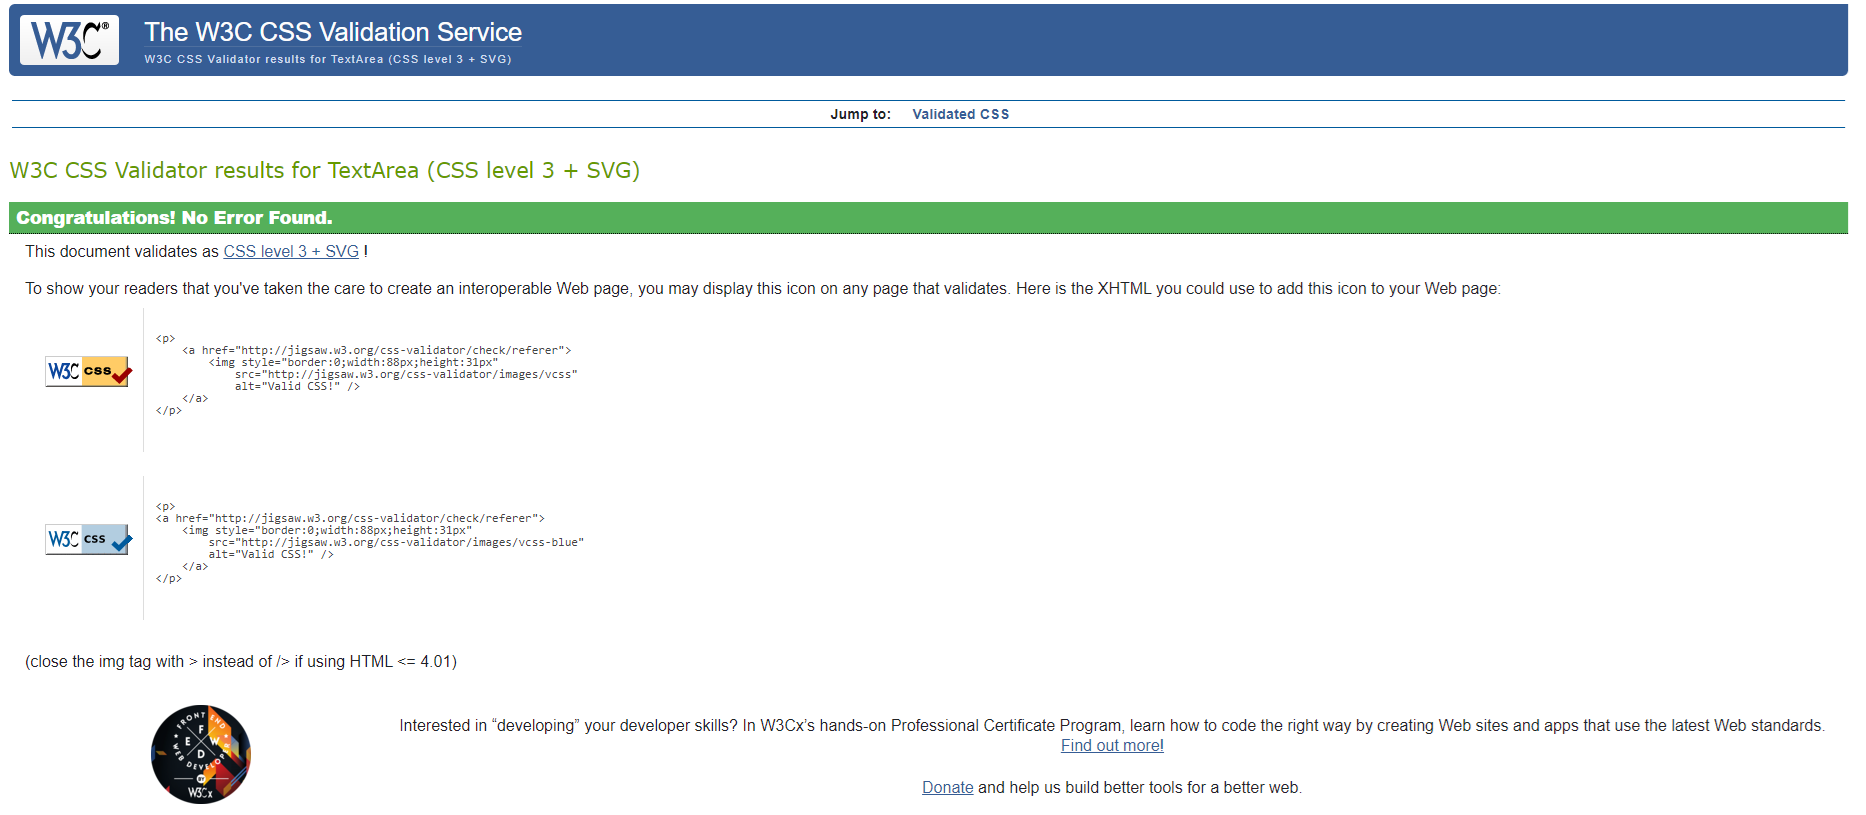 W3C®
The W3C CSS Validation Service
W3C CSS Validator results for TextArea (CSS level 3 + SVG)
Jump to: Validated CSS
W3C CSS Validator results for TextArea (CSS level 3 + SVG)
Congratulations! No Error Found.
This document validates as CSS level 3 + SVG !
To show your readers that you've taken the care to create an interoperable Web page, you may display this icon on any page that validates. Here is the XHTML you could use to add this icon to your Web page:
W3C css
<p>
    <a href="http://jigsaw.w3.org/css-validator/check/referer">
        <img style="border:0;width:88px;height:31px"
            src="http://jigsaw.w3.org/css-validator/images/vcss"
            alt="Valid CSS!" />
    </a>
</p>
W3C css
<p>
<a href="http://jigsaw.w3.org/css-validator/check/referer">
    <img style="border:0;width:88px;height:31px"
        src="http://jigsaw.w3.org/css-validator/images/vcss-blue"
        alt="Valid CSS!" />
    </a>
</p>
(close the img tag with > instead of /> if using HTML <= 4.01)
FRONT END
F
E W
D
WEB DEVELOPER
BY
W3Cx
Interested in “developing” your developer skills? In W3Cx’s hands-on Professional Certificate Program, learn how to code the right way by creating Web sites and apps that use the latest Web standards.
Find out more!
Donate and help us build better tools for a better web.